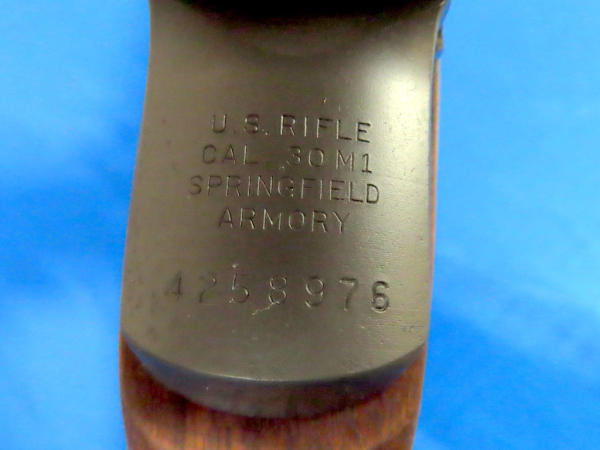 U.S. RIFLE
CAL. .30 M1
SPRINGFIELD
ARMORY
4258976